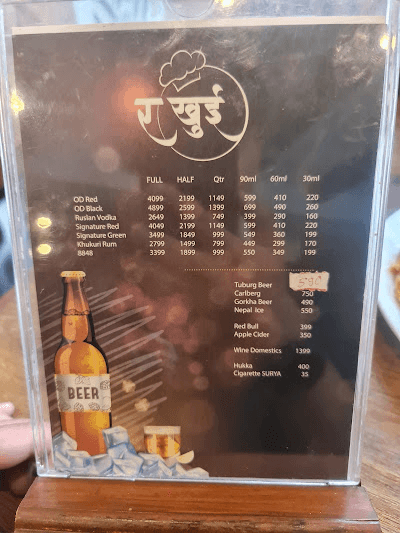 रखुई
FULL HALF Qtr 90ml 60ml 30ml
OD Red 4099 2199 1149 599 410 220
OD Black 4899 2599 1399 699 490 260
Ruslan Vodka 2649 1399 749 399 290 160
Signature Red 4049 2199 1149 599 410 220
Signature Green 3499 1849 999 549 360 199
Khukuri Rum 2799 1499 799 449 299 170
8848 3399 1899 999 550 349 199
Tuburg Beer 590
Carlberg 750
Gorkha Beer 490
Nepal Ice 550
Red Bull 399
Apple Cider 350
Wine Domestics 1399
Hukka 400
Cigarette SURYA 35
BEER